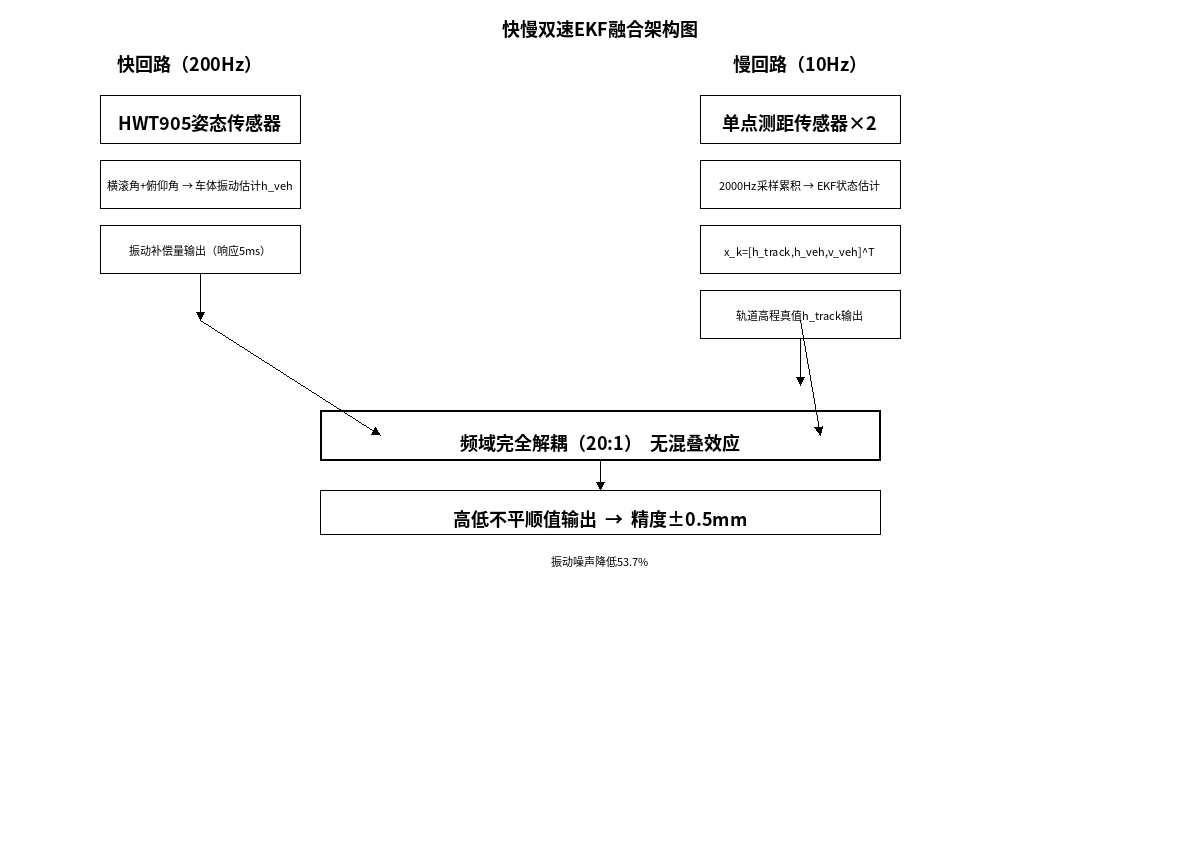 快慢双速EKF融合架构图
快回路（200Hz）
HWT905姿态传感器
横滚角+俯仰角 → 车体振动估计h_veh
振动补偿量输出（响应5ms）
慢回路（10Hz）
单点测距传感器×2
2000Hz采样累积 → EKF状态估计
x_k=[h_track,h_veh,v_veh]^T
轨道高程真值h_track输出
频域完全解耦（20:1） 无混叠效应
高低不平顺值输出 → 精度±0.5mm
振动噪声降低53.7%